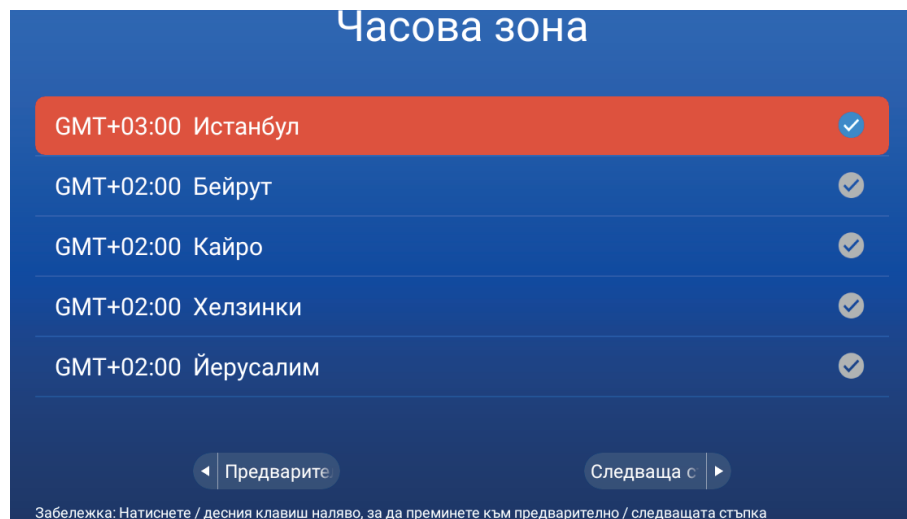 Часова зона
GMT+03:00 Истанбул
GMT+02:00 Бейрут
GMT+02:00 Кайро
GMT+02:00 Хелзинки
GMT+02:00 Йерусалим
Предварите
Следваща с
Забележка: Натиснете / десния клавиш наляво, за да преминете към предварително / следващата стъпка